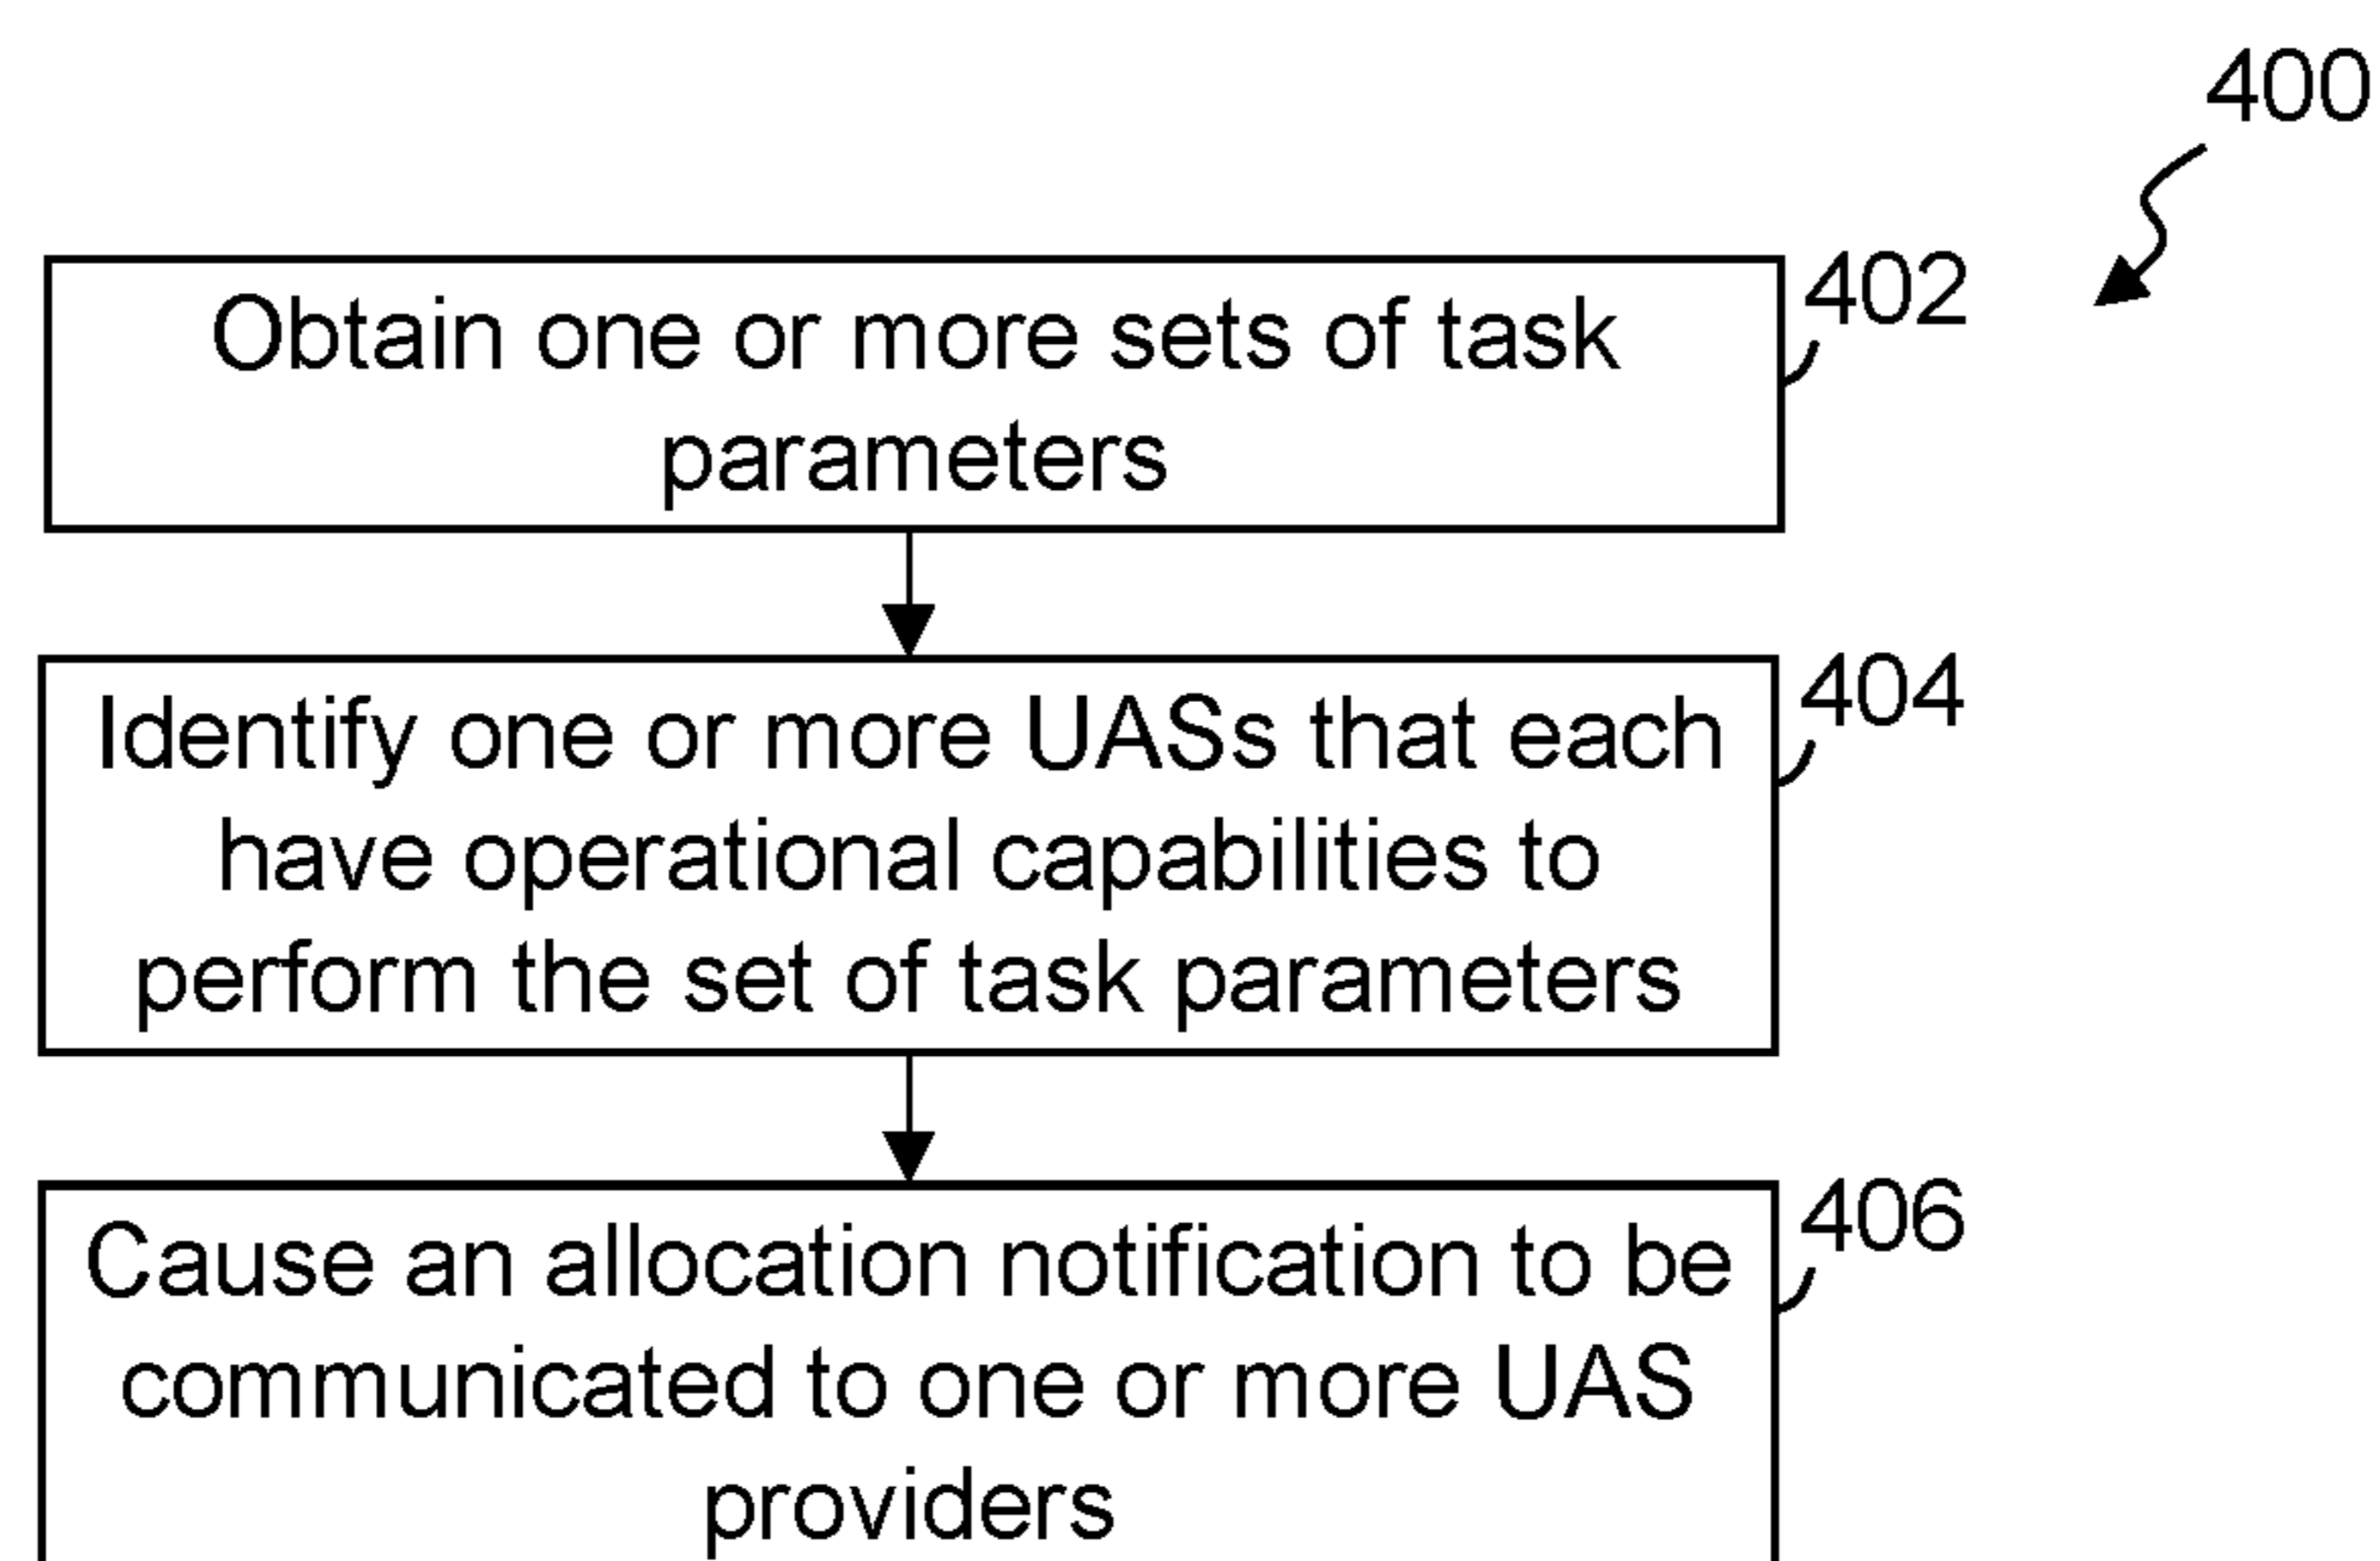 400
402
Obtain one or more sets of task
parameters
404
Identify one or more UASs that each
have operational capabilities to
perform the set of task parameters
406
Cause an allocation notification to be
communicated to one or more UAS
providers